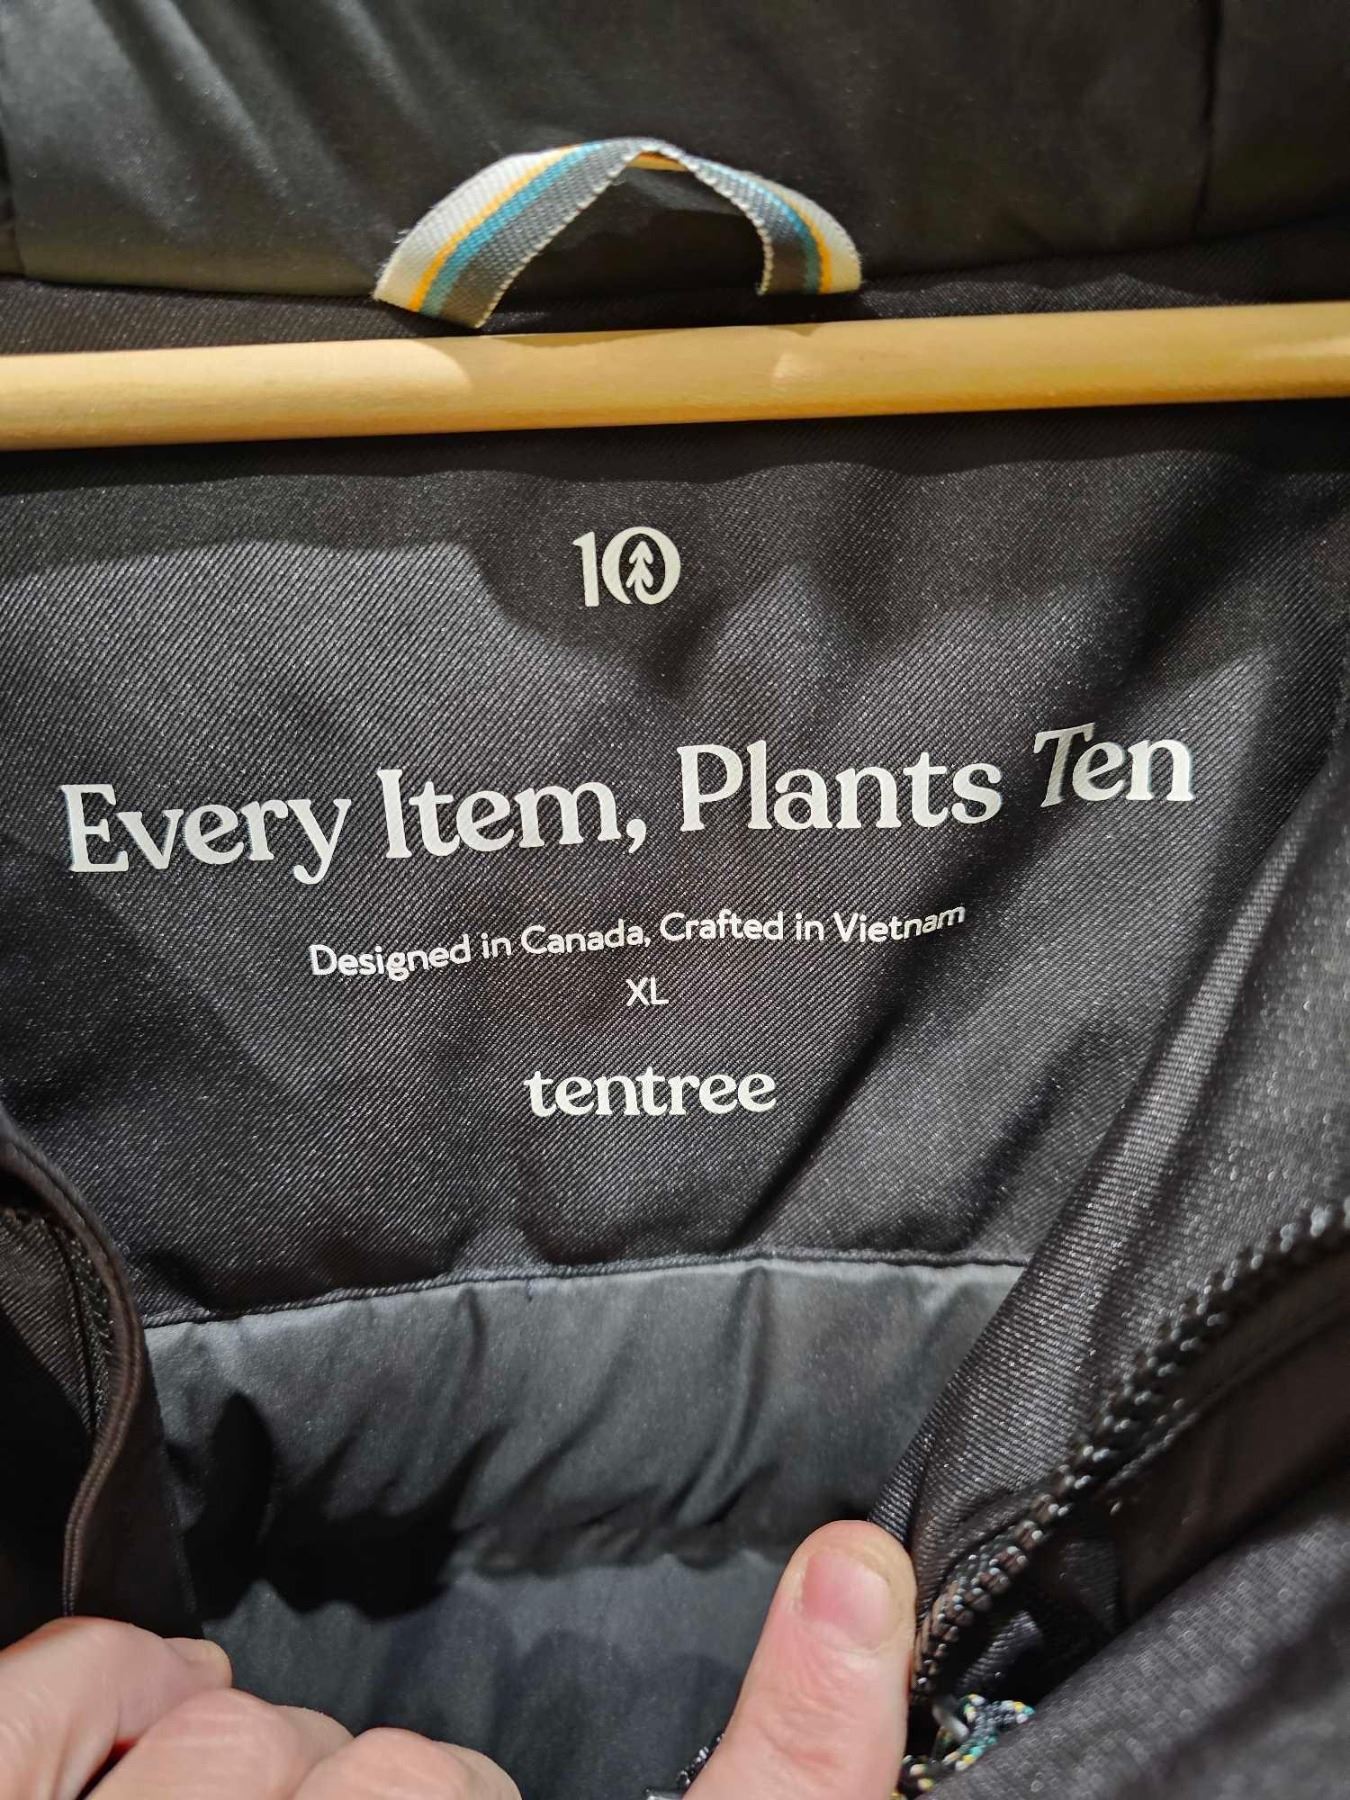 10
Every Item, Plants Ten
Designed in Canada, Crafted in Vietnam
XL
tentree